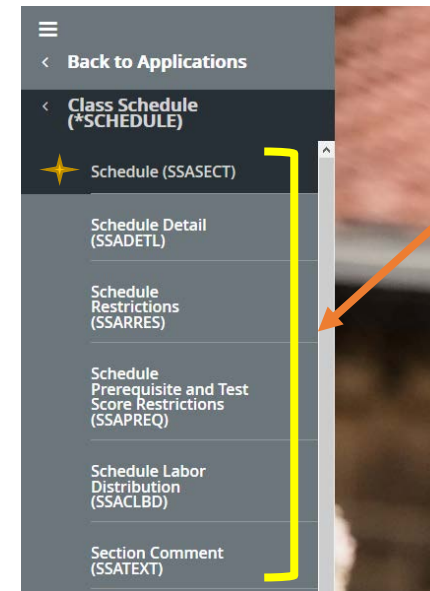 Back to Applications
Class Schedule
(*SCHEDULE)
Schedule (SSASECT)
Schedule Detail
(SSADETL)
Schedule
Restrictions
(SSARRES)
Schedule
Prerequisite and Test
Score Restrictions
(SSAPREQ)
Schedule Labor
Distribution
(SSACLBD)
Section Comment
(SSATEXT)